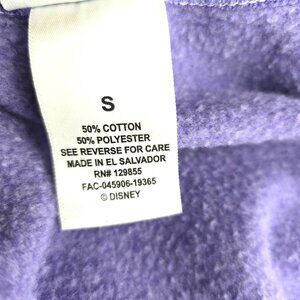 S
50% COTTON
50% POLYESTER
SEE REVERSE FOR CARE
MADE IN EL SALVADOR
RN# 129855
FAC-045906-19365
© DISNEY